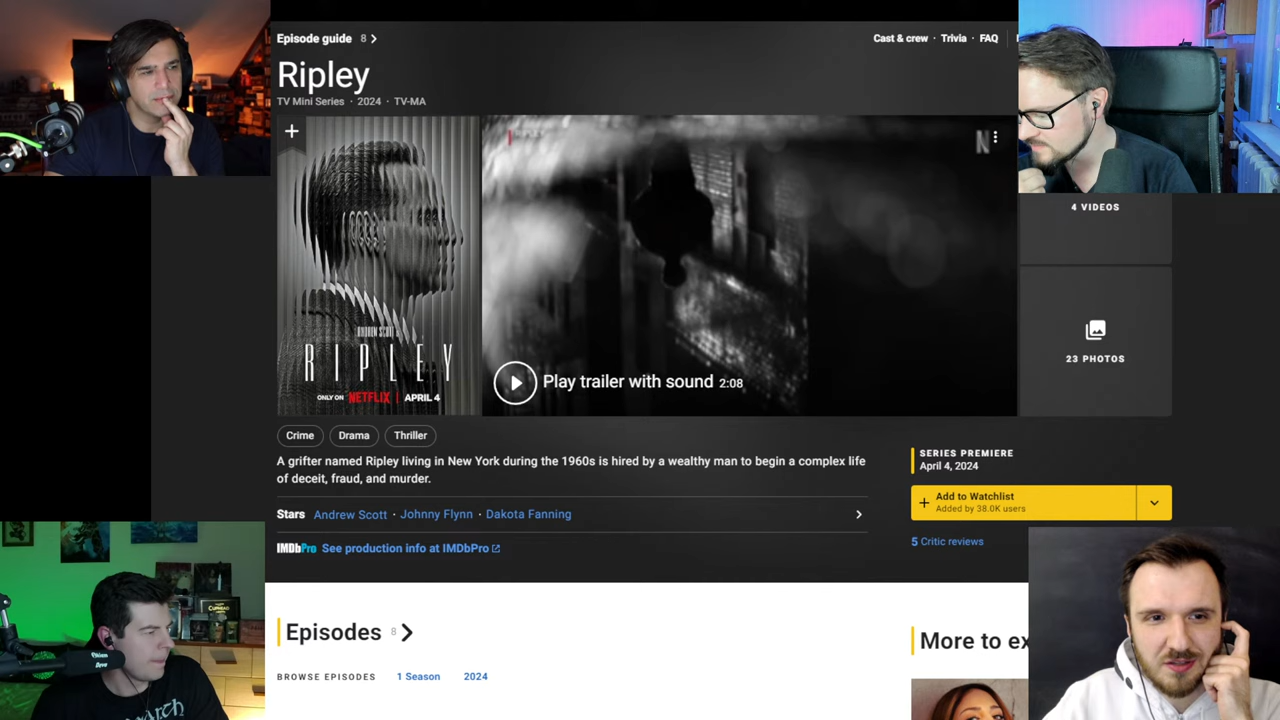 Episode guide 8
Cast & crew · Trivia · FAQ
Ripley
TV Mini Series · 2024 · TV-MA
N
4 VIDEOS
23 PHOTOS
RIPLEY
ONLY ON NETFLIX | APRIL 4
Play trailer with sound 2:08
Crime
Drama
Thriller
A grifter named Ripley living in New York during the 1960s is hired by a wealthy man to begin a complex life
of deceit, fraud, and murder.
SERIES PREMIERE
April 4, 2024
Add to Watchlist
Added by 38.0K users
Stars Andrew Scott · Johnny Flynn · Dakota Fanning
5 Critic reviews
IMDbPro See production info at IMDbPro
Episodes 8
More to ex
BROWSE EPISODES 1 Season 2024
CUPHEAD